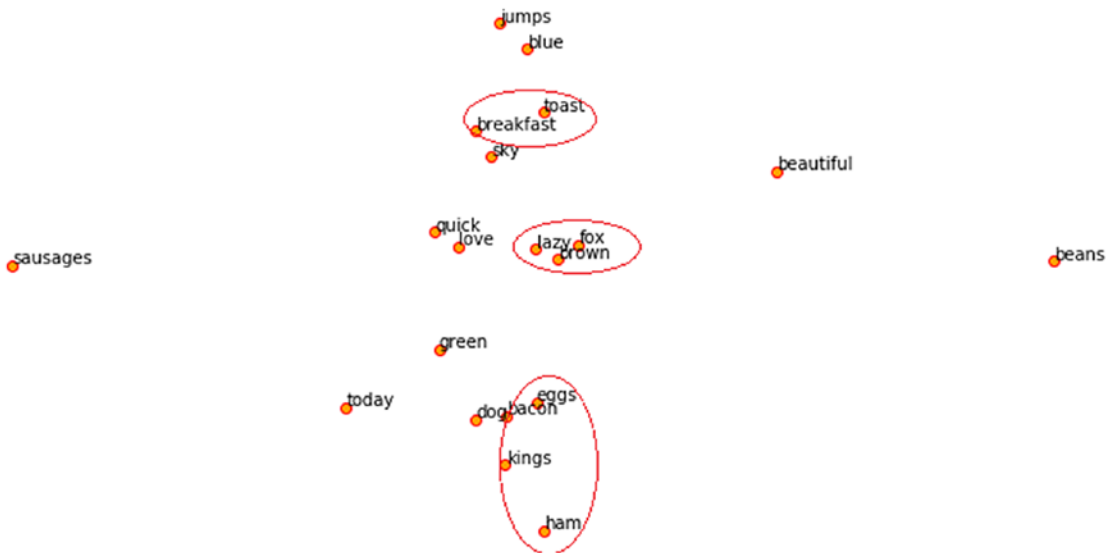 jumps
blue
toast
breakfast
sky
beautiful
quick
love
lazy
fox
brown
sausages
beans
green
today
eggs
dog
bacon
kings
ham